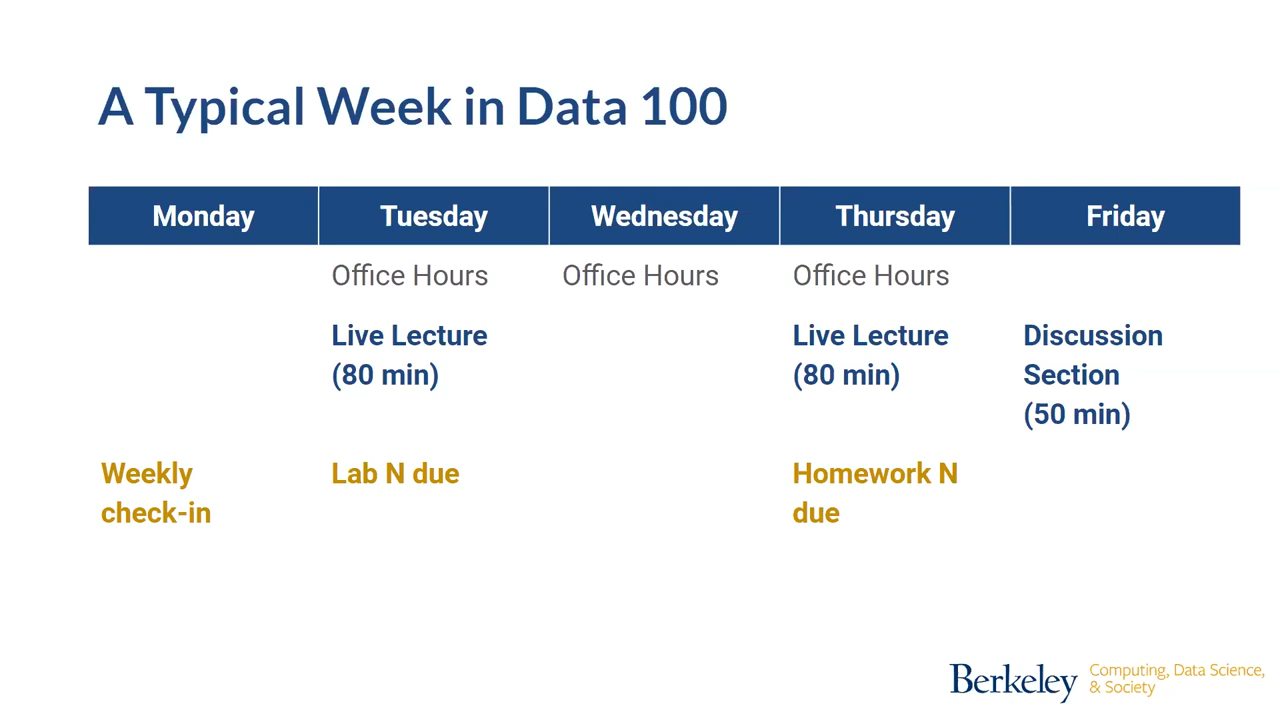 A Typical Week in Data 100
Monday Tuesday Wednesday Thursday Friday
Office Hours Office Hours Office Hours
Live Lecture Live Lecture Discussion
(80 min) (80 min) Section
(50 min)
Weekly Lab N due Homework N
check-in due
Berkeley Computing, Data Science,
& Society